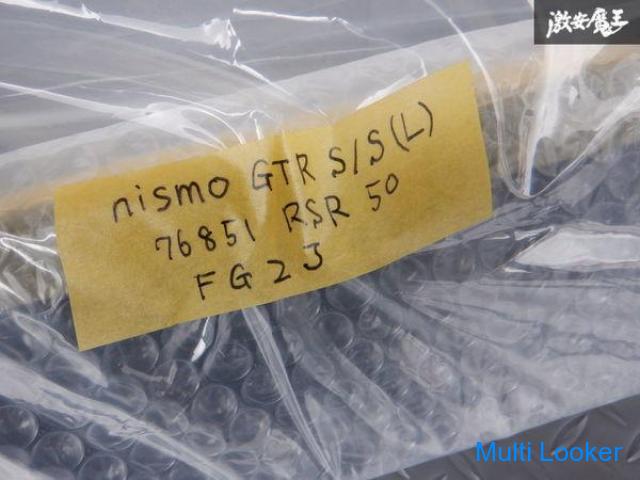 激安魔王
nismo GTR S/S(L)
76851 RSR 50
FG2J
Multi Looker